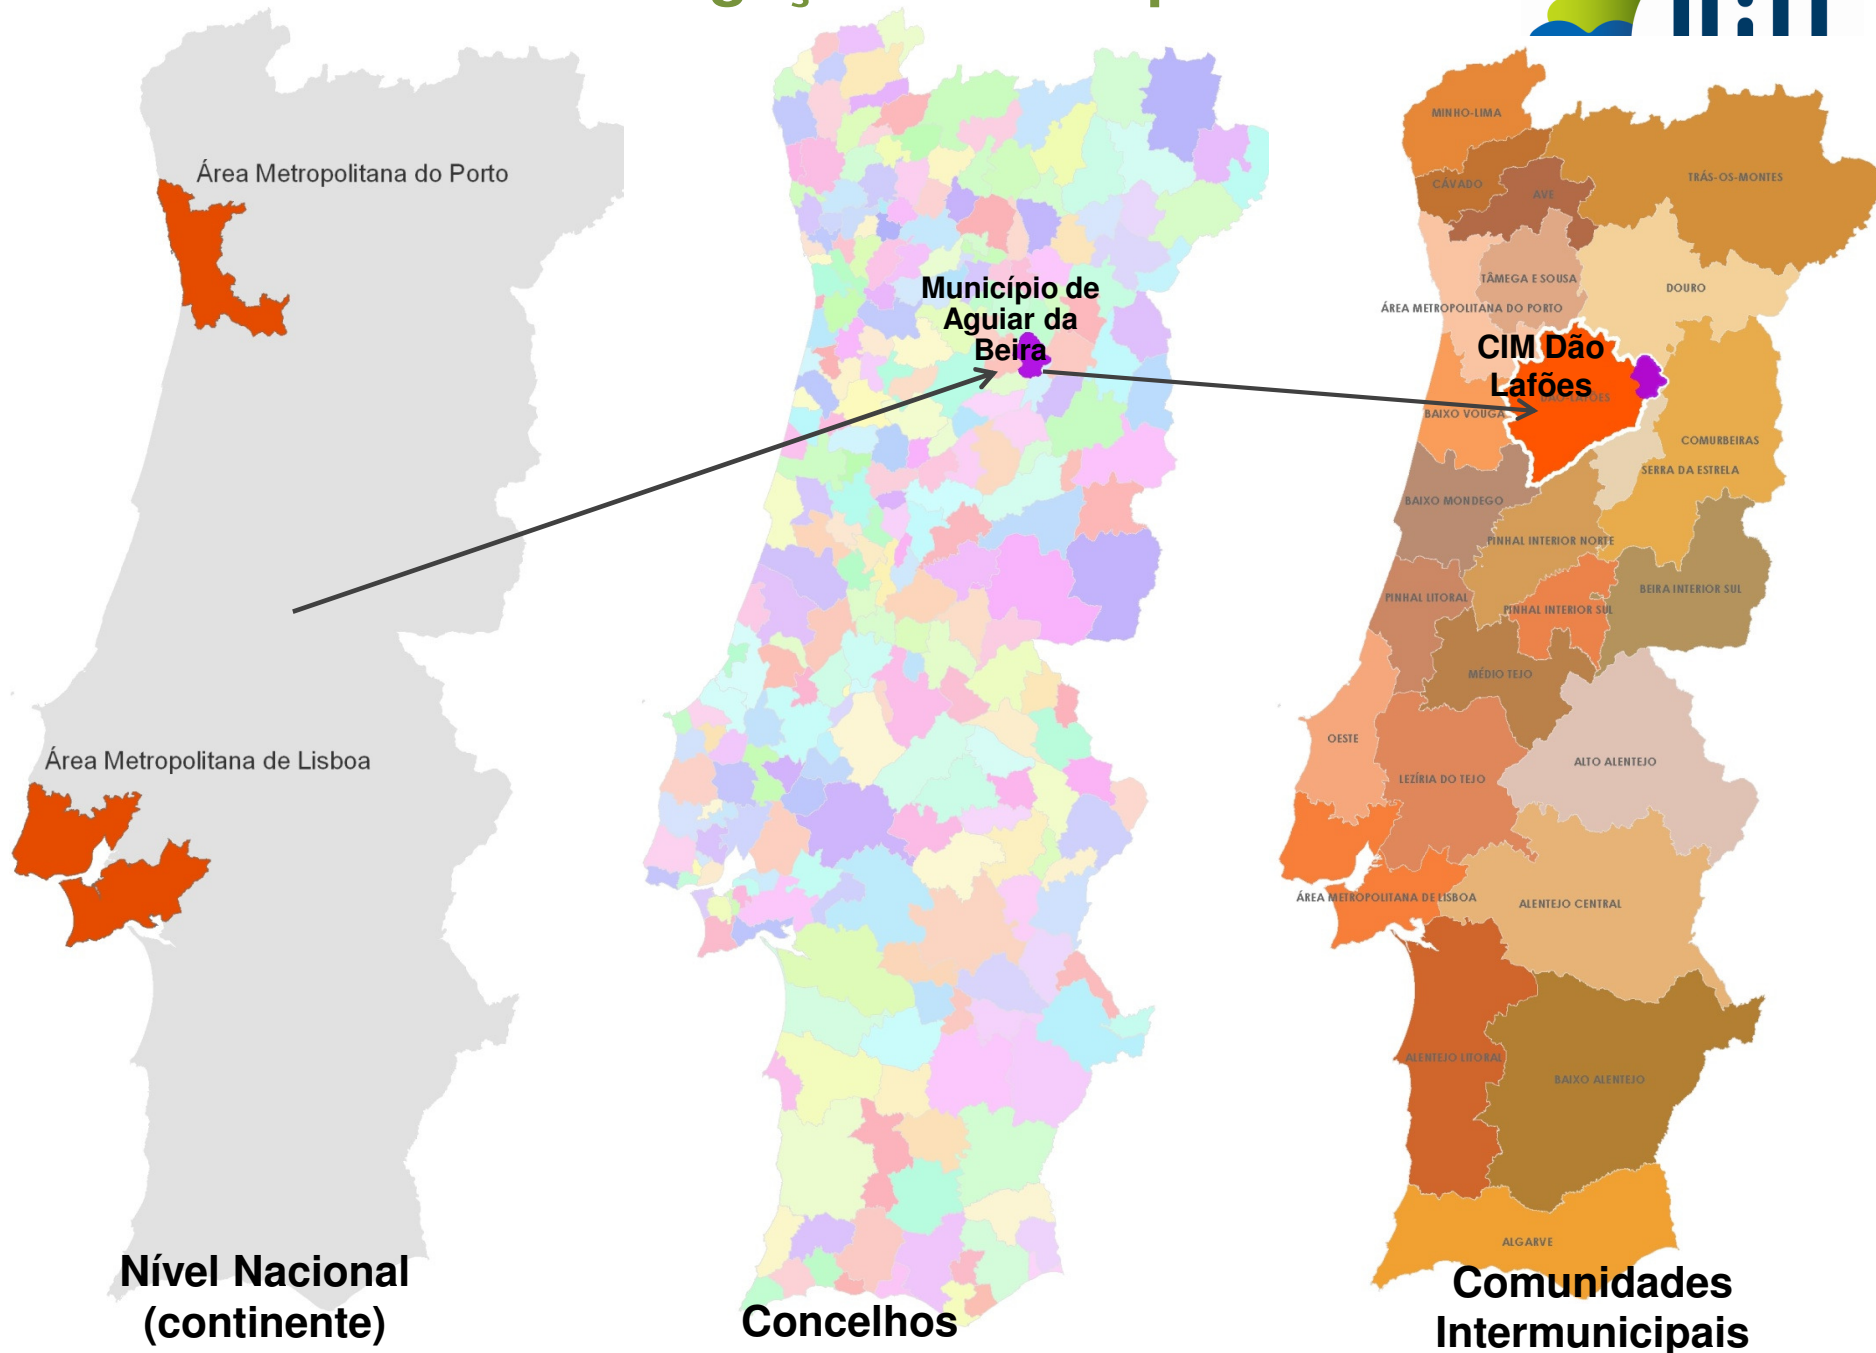 Área Metropolitana do Porto
Área Metropolitana de Lisboa
Nível Nacional
(continente)
Município de
Aguiar da
Beira
Concelhos
MINHO-LIMA
CÁVADO
AVE
TRÁS-OS-MONTES
TÂMEGA E SOUSA
DOURO
ÁREA METROPOLITANA DO PORTO
CIM Dão
Lafões
BAIXO VOUGA
COMURBEIRAS
SERRA DA ESTRELA
BAIXO MONDEGO
PINHAL INTERIOR NORTE
BEIRA INTERIOR SUL
PINHAL LITORAL
PINHAL INTERIOR SUL
MÉDIO TEJO
OESTE
ALTO ALENTEJO
LEZÍRIA DO TEJO
ÁREA METROPOLITANA DE LISBOA
ALENTEJO CENTRAL
ALENTEJO LITORAL
BAIXO ALENTEJO
ALGARVE
Comunidades
Intermunicipais